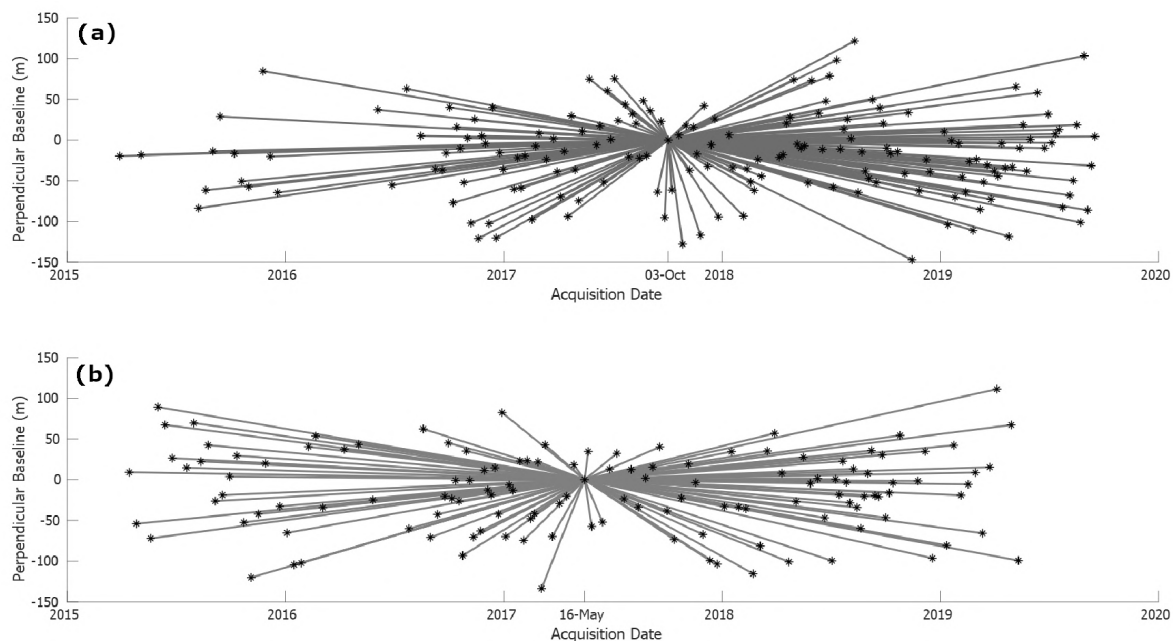 (a)
Perpendicular Baseline (m)
150
100
50
0
-50
-100
-150
2015 2016 2017 03-Oct 2018 2019 2020
Acquisition Date
(b)
Perpendicular Baseline (m)
150
100
50
0
-50
-100
-150
2015 2016 2017 16-May 2018 2019 2020
Acquisition Date